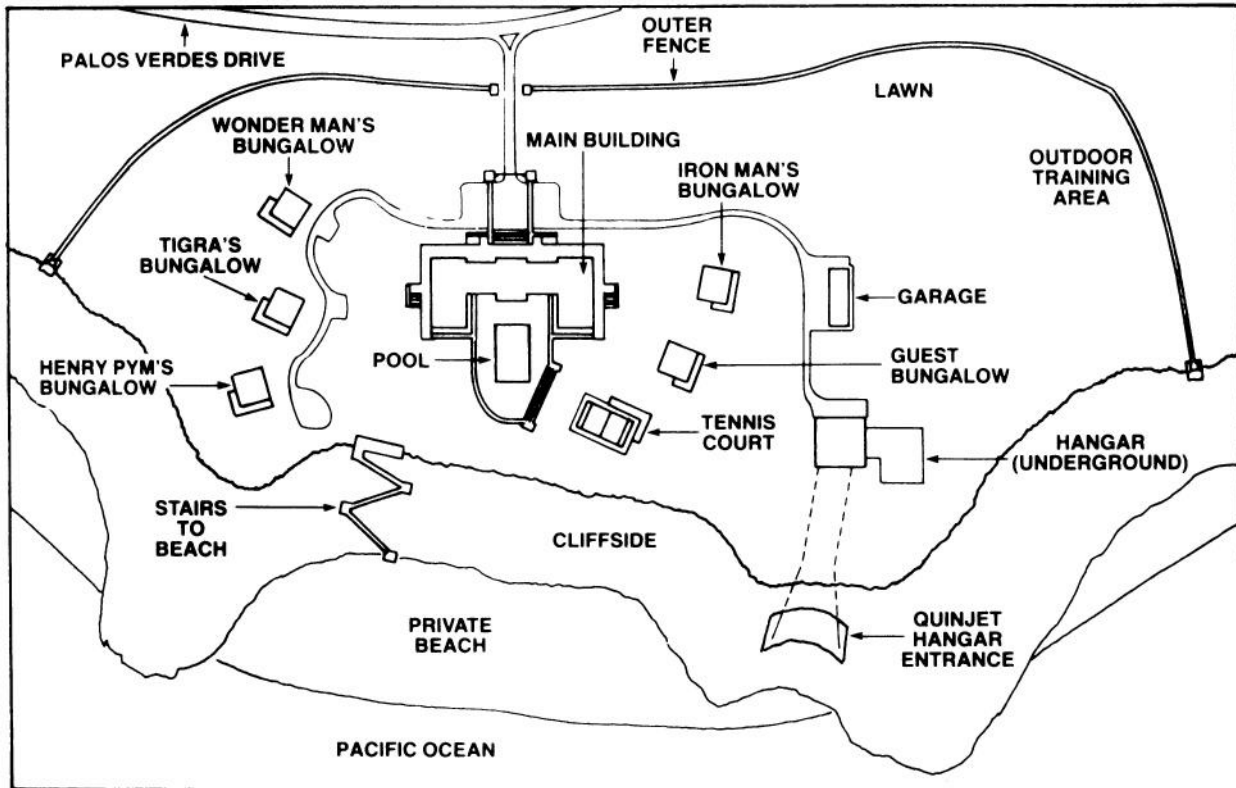 PALOS VERDES DRIVE
OUTER
FENCE
LAWN
WONDER MAN'S
BUNGALOW
MAIN BUILDING
IRON MAN'S
BUNGALOW
OUTDOOR
TRAINING
AREA
TIGRA'S
BUNGALOW
GARAGE
HENRY PYM'S
BUNGALOW
POOL
GUEST
BUNGALOW
TENNIS
COURT
HANGAR
(UNDERGROUND)
STAIRS
TO
BEACH
CLIFFSIDE
PRIVATE
BEACH
QUINJET
HANGAR
ENTRANCE
PACIFIC OCEAN